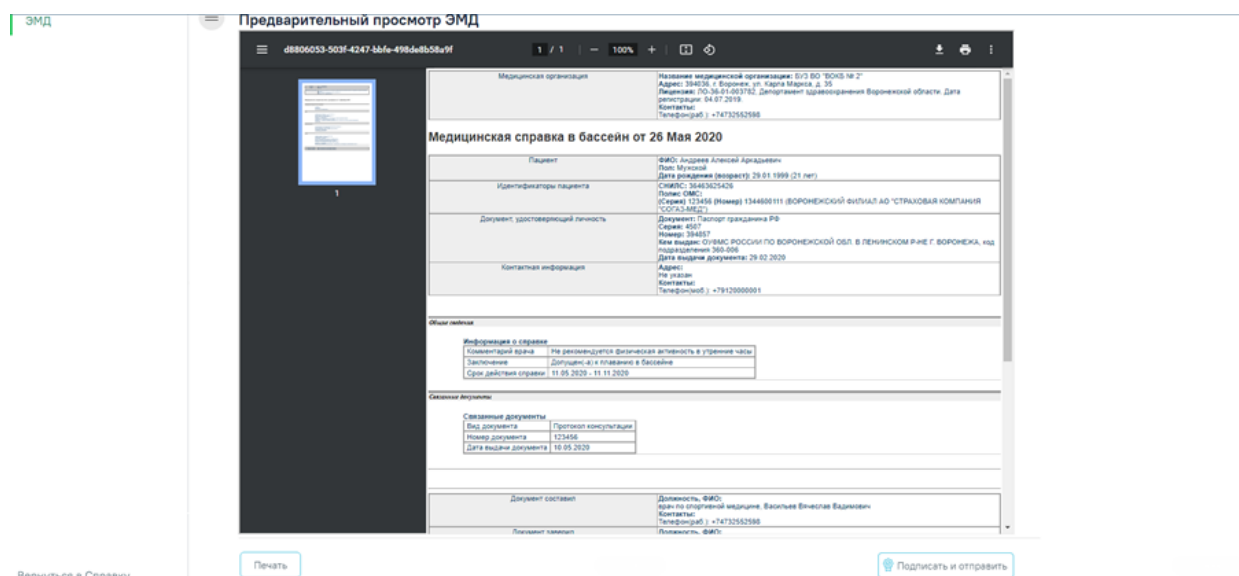 ЭМД
Предварительный просмотр ЭМД
d8806053-503f-4247-bbfe-498de8b58a9f
1 / 1
100%
1
Медицинская организация
Название медицинской организации: БУЗ ВО "ВОКБ № 2"
Адрес: 394036, г. Воронеж, ул. Карла Маркса, д. 35
Лицензия: ЛО-36-01-003782, Департамент здравоохранения Воронежской области. Дата
регистрации: 04.07.2019.
Контакты:
Телефон(раб.): +74732552598
Медицинская справка в бассейн от 26 Мая 2020
Пациент
ФИО: Андреев Алексей Аркадьевич
Пол: Мужской
Дата рождения (возраст): 29.01.1999 (21 лет)
Идентификаторы пациента
СНИЛС: 36463625426
Полис ОМС:
(Серия) 123456 (Номер) 1344600111 (ВОРОНЕЖСКИЙ ФИЛИАЛ АО "СТРАХОВАЯ КОМПАНИЯ
"СОГАЗ-МЕД")
Документ, удостоверяющий личность
Документ: Паспорт гражданина РФ
Серия: 4507
Номер: 394857
Кем выдан: ОУФМС РОССИИ ПО ВОРОНЕЖСКОЙ ОБЛ. В ЛЕНИНСКОМ Р-НЕ Г. ВОРОНЕЖА, код
подразделения 360-006
Дата выдачи документа: 29.02.2020
Контактная информация
Адрес:
Не указан
Контакты:
Телефон(моб.): +79120000001
Общие сведения
Информация о справке
Комментарий врача Не рекомендуется физическая активность в утренние часы
Заключение Допущен(-а) к плаванию в бассейне
Срок действия справки 11.05.2020 - 11.11.2020
Связанные документы
Связанные документы
Вид документа Протокол консультации
Номер документа 123456
Дата выдачи документа 10.05.2020
Документ составил
Должность, ФИО:
врач по спортивной медицине, Васильев Вячеслав Вадимович
Контакты:
Телефон(раб.): +74732552598
Документ заверил
Должность, ФИО:
Печать
Подписать и отправить
Вернуться в Справку